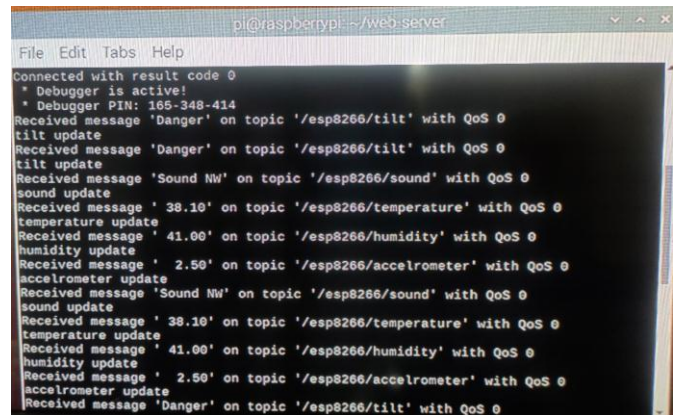 pi@raspberrypi: ~/web-server
File Edit Tabs Help
Connected with result code 0
* Debugger is active!
* Debugger PIN: 165-348-414
Received message 'Danger' on topic '/esp8266/tilt' with QoS 0
tilt update
Received message 'Danger' on topic '/esp8266/tilt' with QoS 0
tilt update
Received message 'Sound NW' on topic '/esp8266/sound' with QoS 0
sound update
Received message ' 38.10' on topic '/esp8266/temperature' with QoS 0
temperature update
Received message ' 41.00' on topic '/esp8266/humidity' with QoS 0
humidity update
Received message '  2.50' on topic '/esp8266/accelrometer' with QoS 0
accelrometer update
Received message 'Sound NW' on topic '/esp8266/sound' with QoS 0
sound update
Received message ' 38.10' on topic '/esp8266/temperature' with QoS 0
temperature update
Received message ' 41.00' on topic '/esp8266/humidity' with QoS 0
humidity update
Received message '  2.50' on topic '/esp8266/accelrometer' with QoS 0
accelrometer update
Received message 'Danger' on topic '/esp8266/tilt' with QoS 0